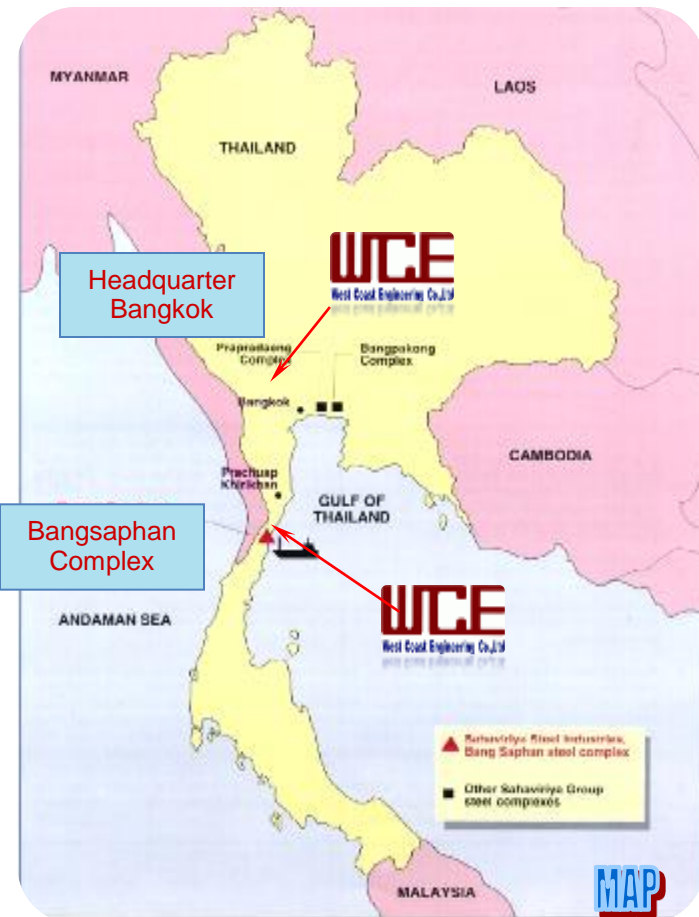 MYANMAR
LAOS
THAILAND
WCE
West Coast Engineering Co.,Ltd
Headquarter
Bangkok
Prapradaeng
Complex
Bangpakong
Complex
Bangkok
CAMBODIA
Prachuap
Khirikhan
GULF OF
THAILAND
Bangsaphan
Complex
WCE
West Coast Engineering Co.,Ltd
ANDAMAN SEA
Sahaviriya Steel Industries,
Bang Saphan steel complex
Other Sahaviriya Group
steel complexes
MALAYSIA
MAP